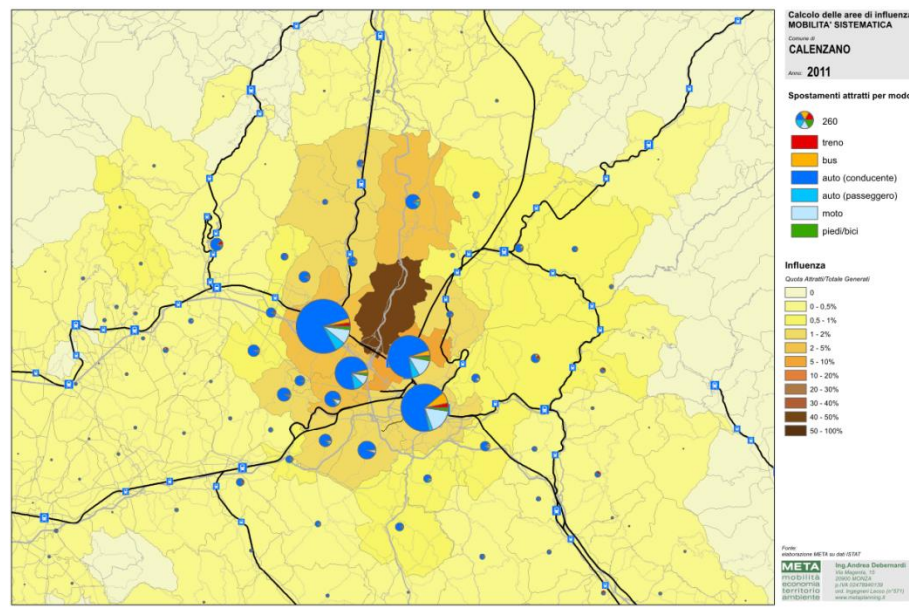 Calcolo delle aree di influenza
MOBILITA' SISTEMATICA
Comune di
CALENZANO
Anno: 2011
Spostamenti attratti per modo
260
treno
bus
auto (conducente)
auto (passeggero)
moto
piedi/bici
Influenza
Quota Attratti/Totale Generati
0
0 - 0,5%
0,5 - 1%
1 - 2%
2 - 5%
5 - 10%
10 - 20%
20 - 30%
30 - 40%
40 - 50%
50 - 100%
Fonte:
elaborazione META su dati ISTAT
META
mobilità
economia
territorio
ambiente
Ing.Andrea Debernardi
Via Magenta, 15
20900 MONZA
www.metaplanning.it